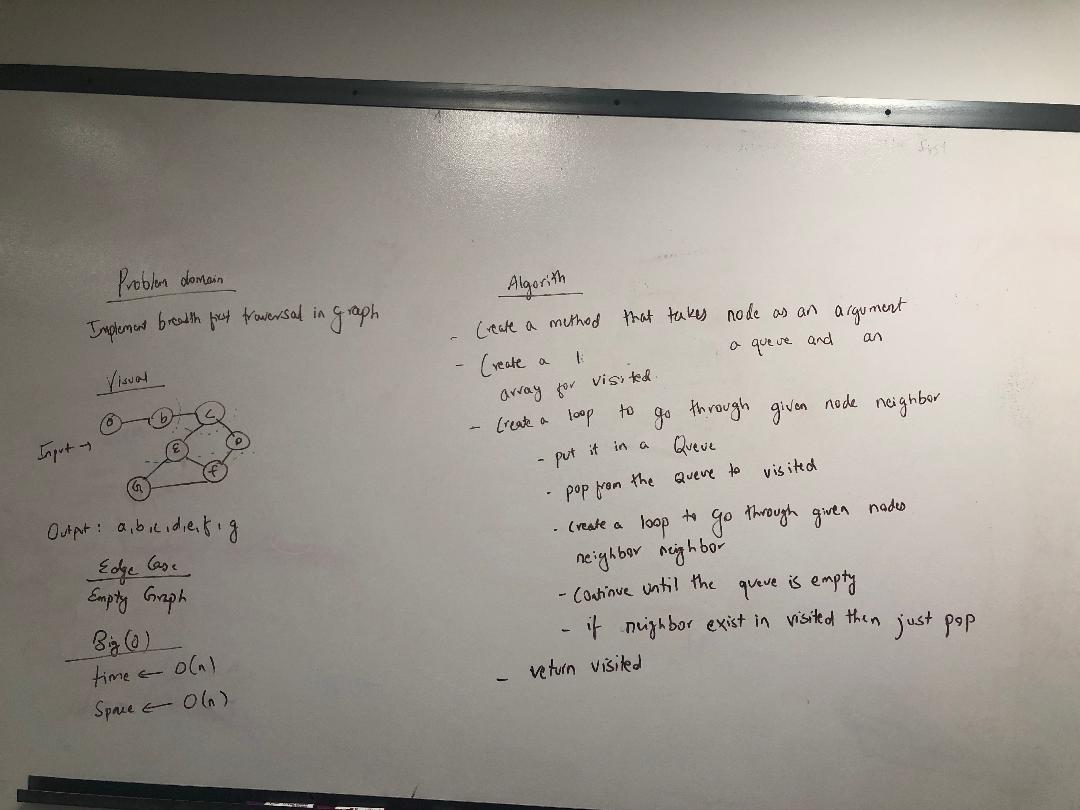 Problem domain
Implement breadth first traversal in graph
Visual
a b C
E D
F
G
Input →
Output : a, b, c, d, e, f, g
Edge Case
Empty Graph
Big (O)
time ← O(n)
Space ← O(n)
Algorith
- Create a method that takes node as an argument
- Create a li a queue and an
array for visited.
- Create a loop to go through given node neighbor
- put it in a Queue
- pop from the queue to visited
- Create a loop to go through given nodes
neighbor neighbor
- Continue until the queue is empty
- if neighbor exist in visited then just pop
- return visited